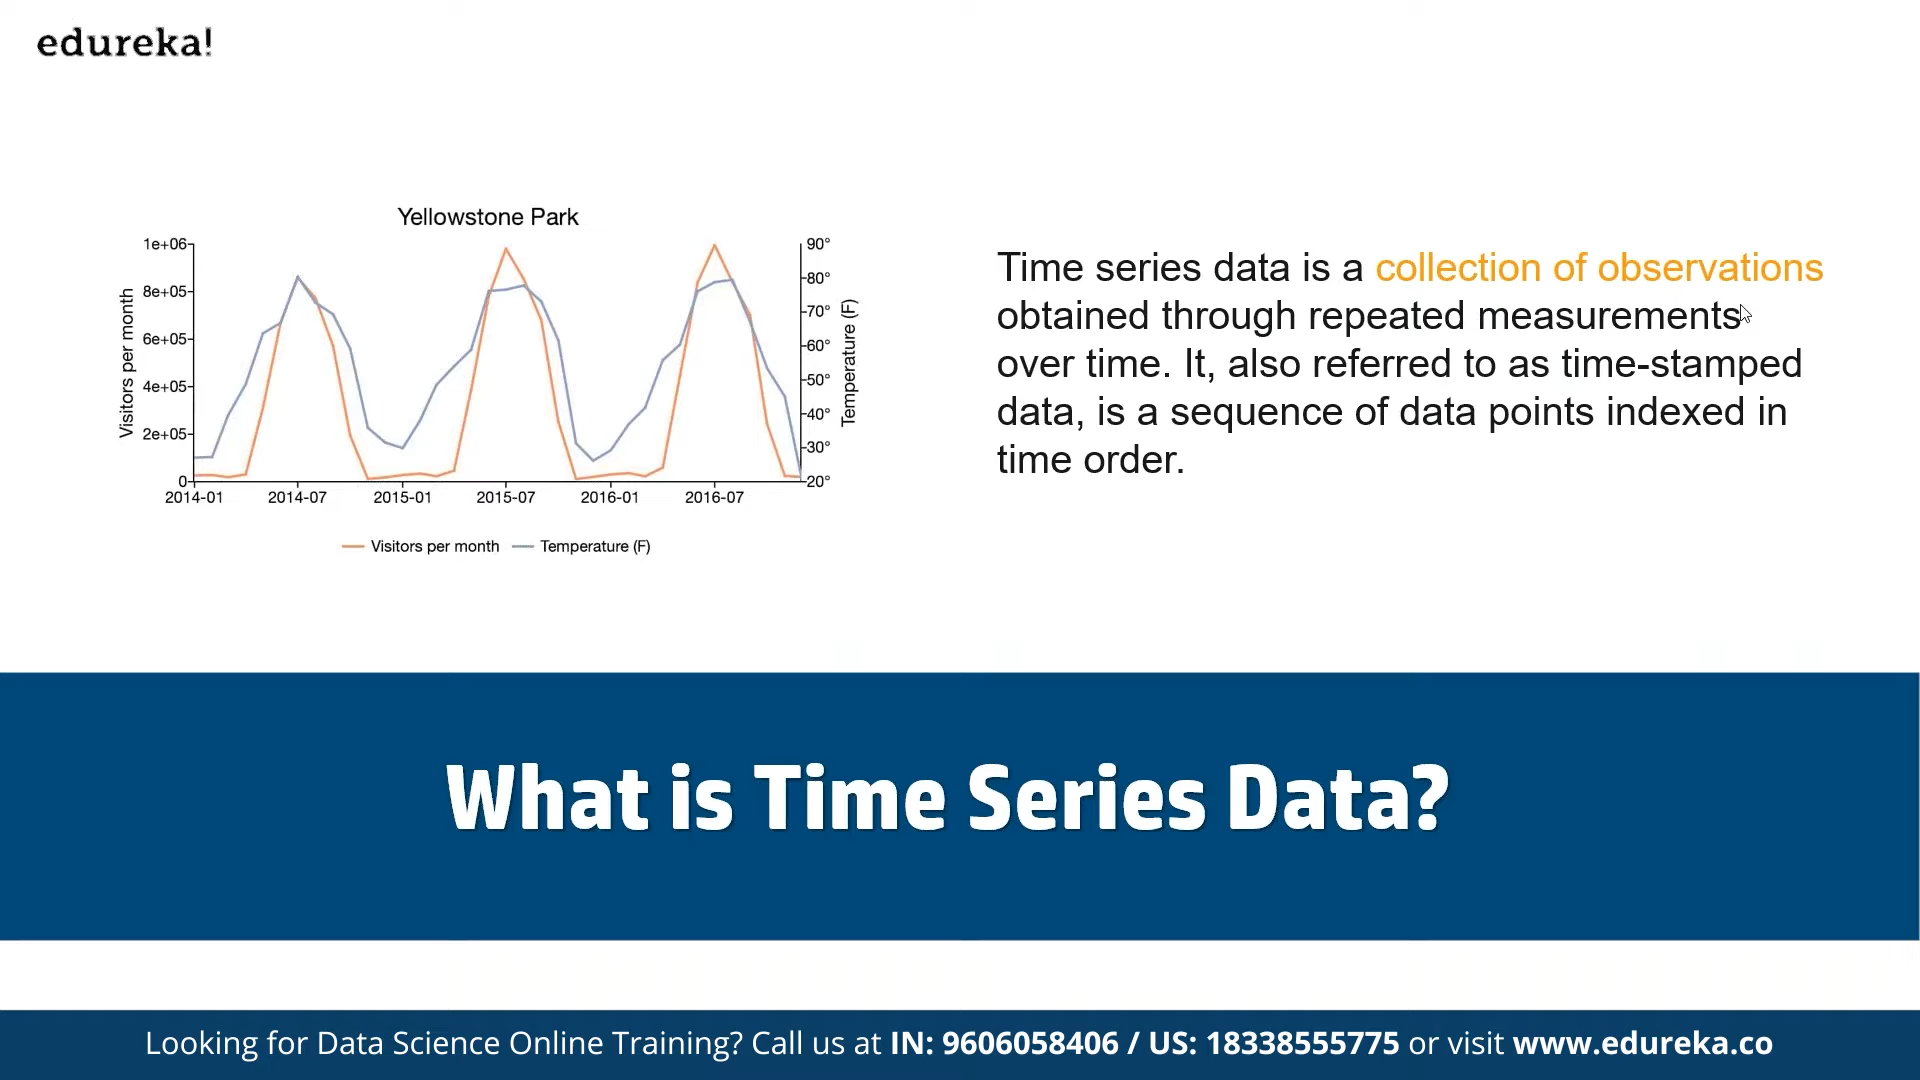 edureka!
Yellowstone Park
1e+06
8e+05
6e+05
4e+05
2e+05
0
Visitors per month
90°
80°
70°
60°
50°
40°
30°
20°
Temperature (F)
2014-01 2014-07 2015-01 2015-07 2016-01 2016-07
Visitors per month Temperature (F)
Time series data is a collection of observations
obtained through repeated measurements
over time. It, also referred to as time-stamped
data, is a sequence of data points indexed in
time order.
What is Time Series Data?
Looking for Data Science Online Training? Call us at IN: 9606058406 / US: 18338555775 or visit www.edureka.co